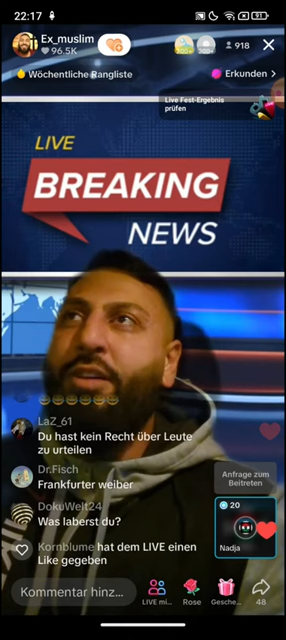 22:17
91
Ex_muslim
96.5K
918
Wöchentliche Rangliste
Erkunden
Live Fest-Ergebnis
prüfen
LIVE
BREAKING
NEWS
LaZ_61
Du hast kein Recht über Leute
zu urteilen
Dr.Fisch
Frankfurter weiber
DokuWelt24
Was laberst du?
Kornblume hat dem LIVE einen
Like gegeben
Anfrage zum
Beitreten
20
Nadja
Kommentar hinz...
LIVE mi...
Rose
Gesche...
48